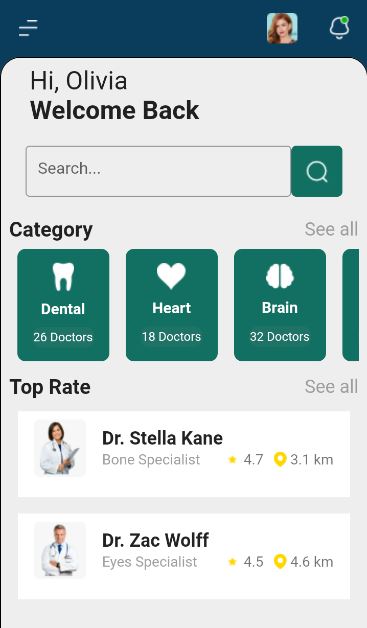 Hi, Olivia
Welcome Back
Search...
Category See all
Dental Heart Brain
26 Doctors 18 Doctors 32 Doctors
Top Rate See all
Dr. Stella Kane
Bone Specialist 4.7 3.1 km
Dr. Zac Wolff
Eyes Specialist 4.5 4.6 km